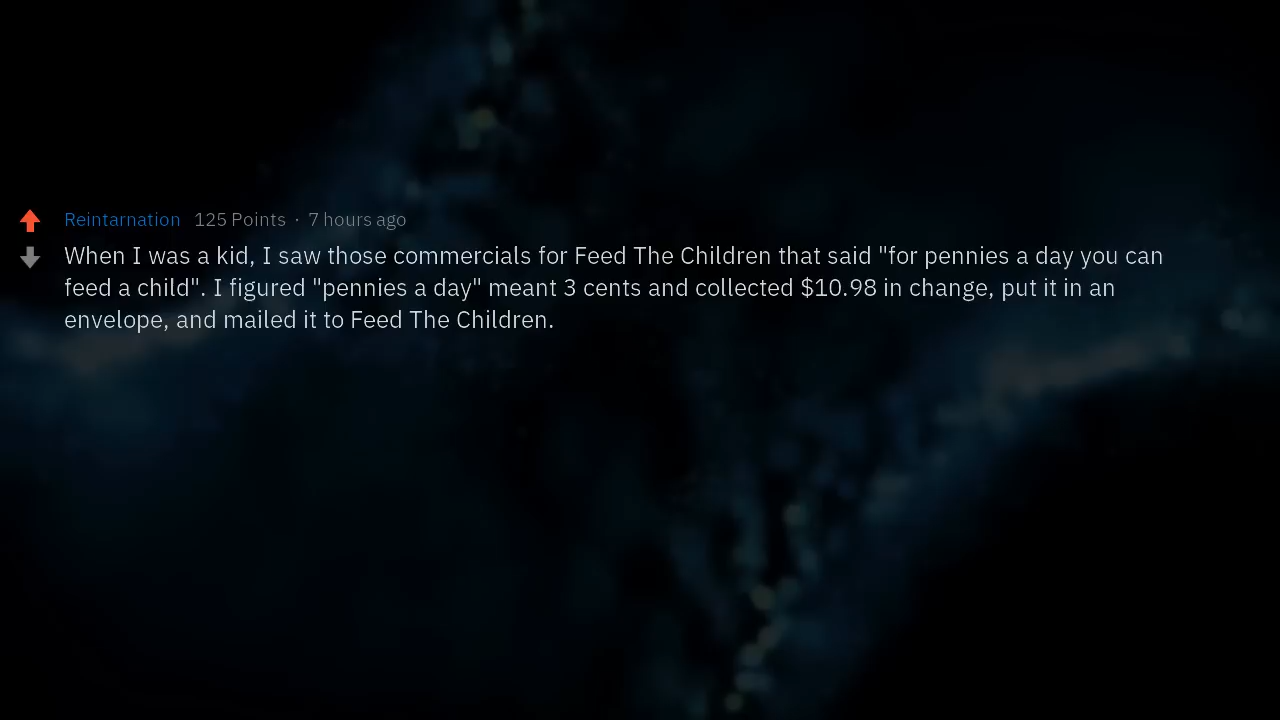 Reintarnation 125 Points · 7 hours ago
When I was a kid, I saw those commercials for Feed The Children that said "for pennies a day you can
feed a child". I figured "pennies a day" meant 3 cents and collected $10.98 in change, put it in an
envelope, and mailed it to Feed The Children.